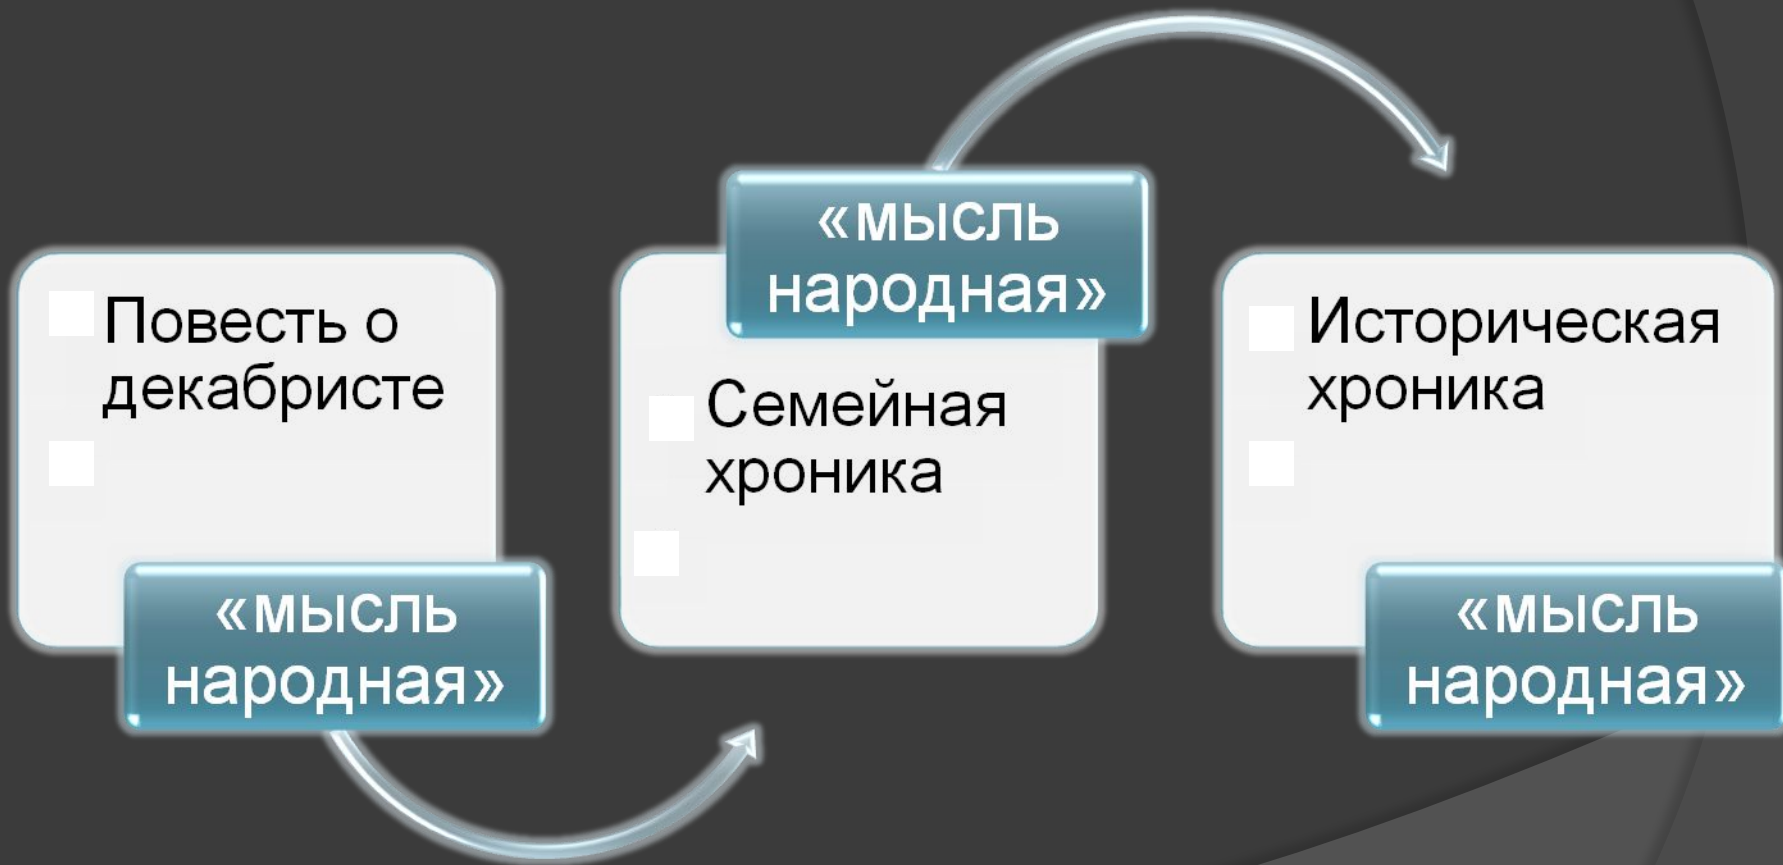 Повесть о
декабристе
«мысль
народная»
«мысль
народная»
Семейная
хроника
Историческая
хроника
«мысль
народная»